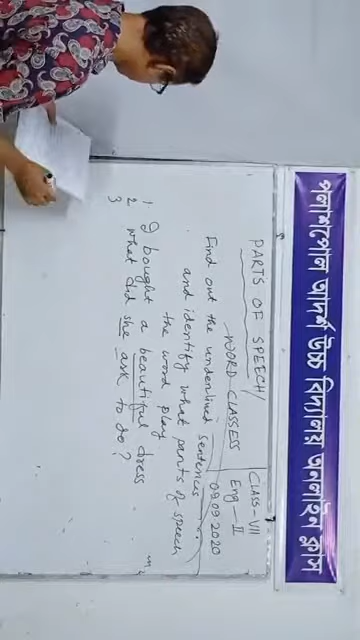 পলাশপোল আদর্শ উচ্চ বিদ্যালয় অনলাইন ক্লাস
PARTS OF SPEECH/
WORD CLASSESS
CLASS-VII
Eng-II
09.09.2020
Find out the underlined sentences
and identify what parts of speech
the word play
1 I bought a beautiful dress
2 What did she ask to do?
3